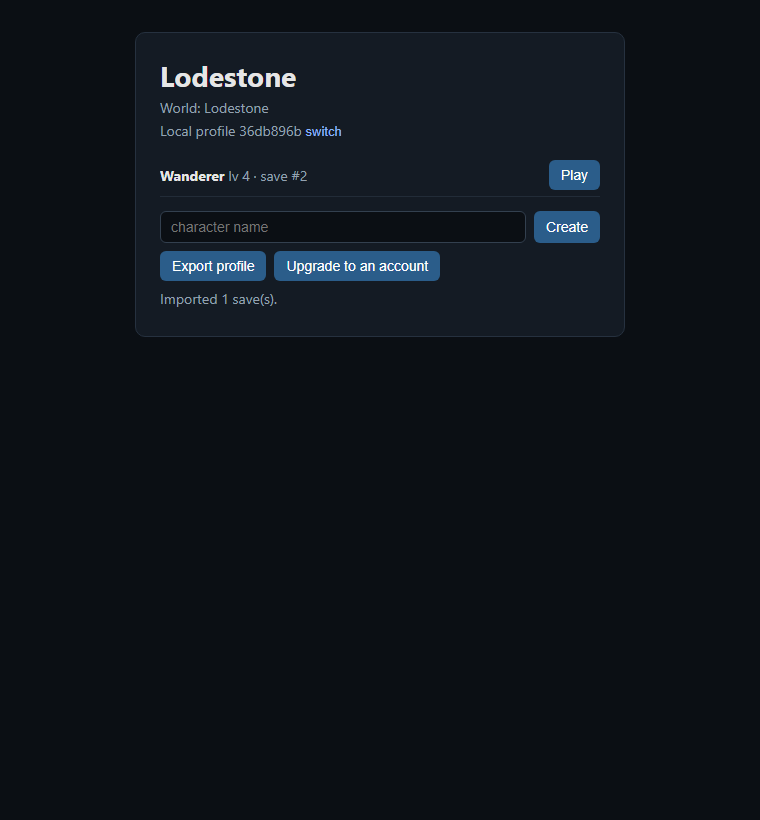 Lodestone
World: Lodestone
Local profile 36db896b switch
Wanderer lv 4 · save #2
Play
character name
Create
Export profile
Upgrade to an account
Imported 1 save(s).